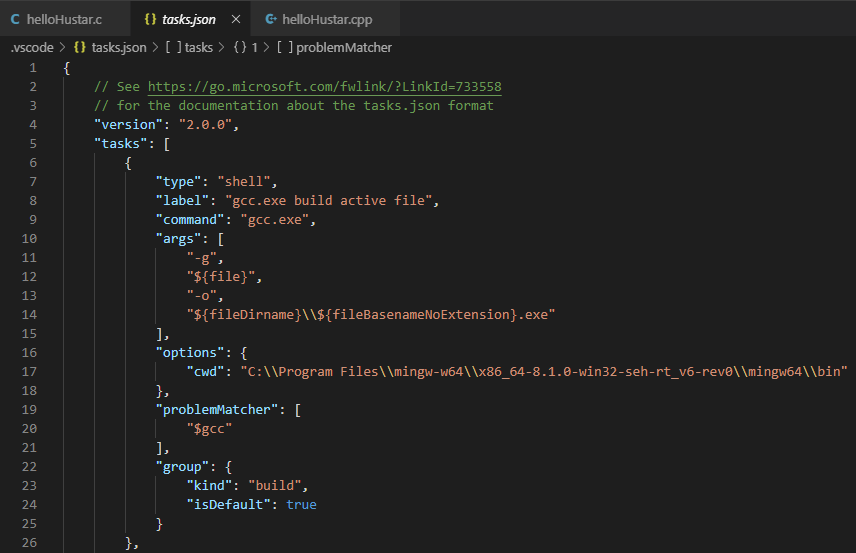 C helloHustar.c {} tasks.json × C++ helloHustar.cpp
.vscode > {} tasks.json > [ ] tasks > {} 1 > [ ] problemMatcher
1 {
2 // See https://go.microsoft.com/fwlink/?LinkId=733558
3 // for the documentation about the tasks.json format
4 "version": "2.0.0",
5 "tasks": [
6 {
7 "type": "shell",
8 "label": "gcc.exe build active file",
9 "command": "gcc.exe",
10 "args": [
11 "-g",
12 "${file}",
13 "-o",
14 "${fileDirname}\\${fileBasenameNoExtension}.exe"
15 ],
16 "options": {
17 "cwd": "C:\\Program Files\\mingw-w64\\x86_64-8.1.0-win32-seh-rt_v6-rev0\\mingw64\\bin"
18 },
19 "problemMatcher": [
20 "$gcc"
21 ],
22 "group": {
23 "kind": "build",
24 "isDefault": true
25 }
26 },